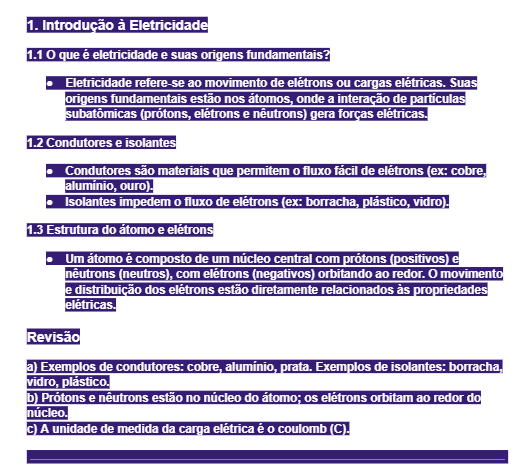 1. Introdução à Eletricidade
1.1 O que é eletricidade e suas origens fundamentais?
● Eletricidade refere-se ao movimento de elétrons ou cargas elétricas. Suas
origens fundamentais estão nos átomos, onde a interação de partículas
subatômicas (prótons, elétrons e nêutrons) gera forças elétricas.
1.2 Condutores e isolantes
● Condutores são materiais que permitem o fluxo fácil de elétrons (ex: cobre,
alumínio, ouro).
● Isolantes impedem o fluxo de elétrons (ex: borracha, plástico, vidro).
1.3 Estrutura do átomo e elétrons
● Um átomo é composto de um núcleo central com prótons (positivos) e
nêutrons (neutros), com elétrons (negativos) orbitando ao redor. O movimento
e distribuição dos elétrons estão diretamente relacionados às propriedades
elétricas.
Revisão
a) Exemplos de condutores: cobre, alumínio, prata. Exemplos de isolantes: borracha,
vidro, plástico.
b) Prótons e nêutrons estão no núcleo do átomo; os elétrons orbitam ao redor do
núcleo.
c) A unidade de medida da carga elétrica é o coulomb (C).